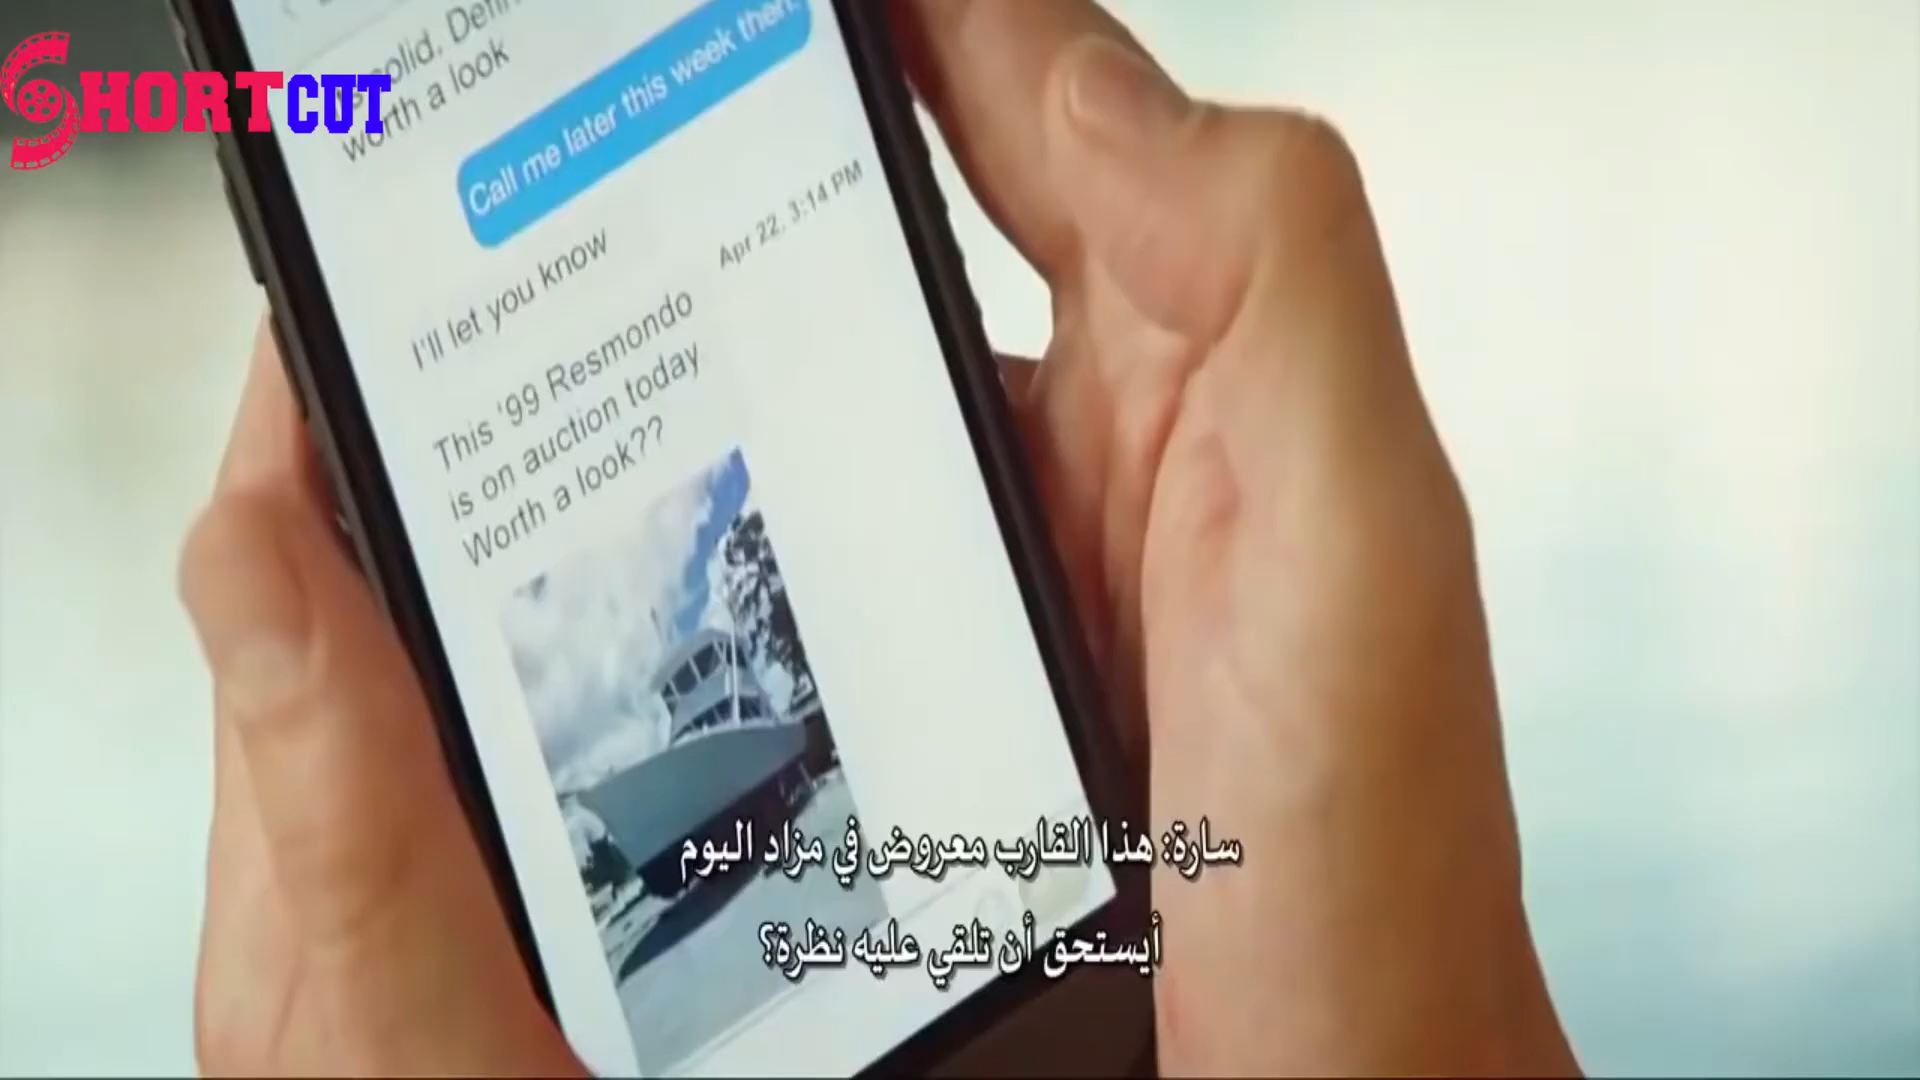 SHORTCUT
solid. Defin
worth a look
Call me later this week then.
I'll let you know
Apr 22, 3:14 PM
This '99 Resmondo
is on auction today
Worth a look??
سارة: هذا القارب معروض في مزاد اليوم
أيستحق أن تلقي عليه نظرة؟